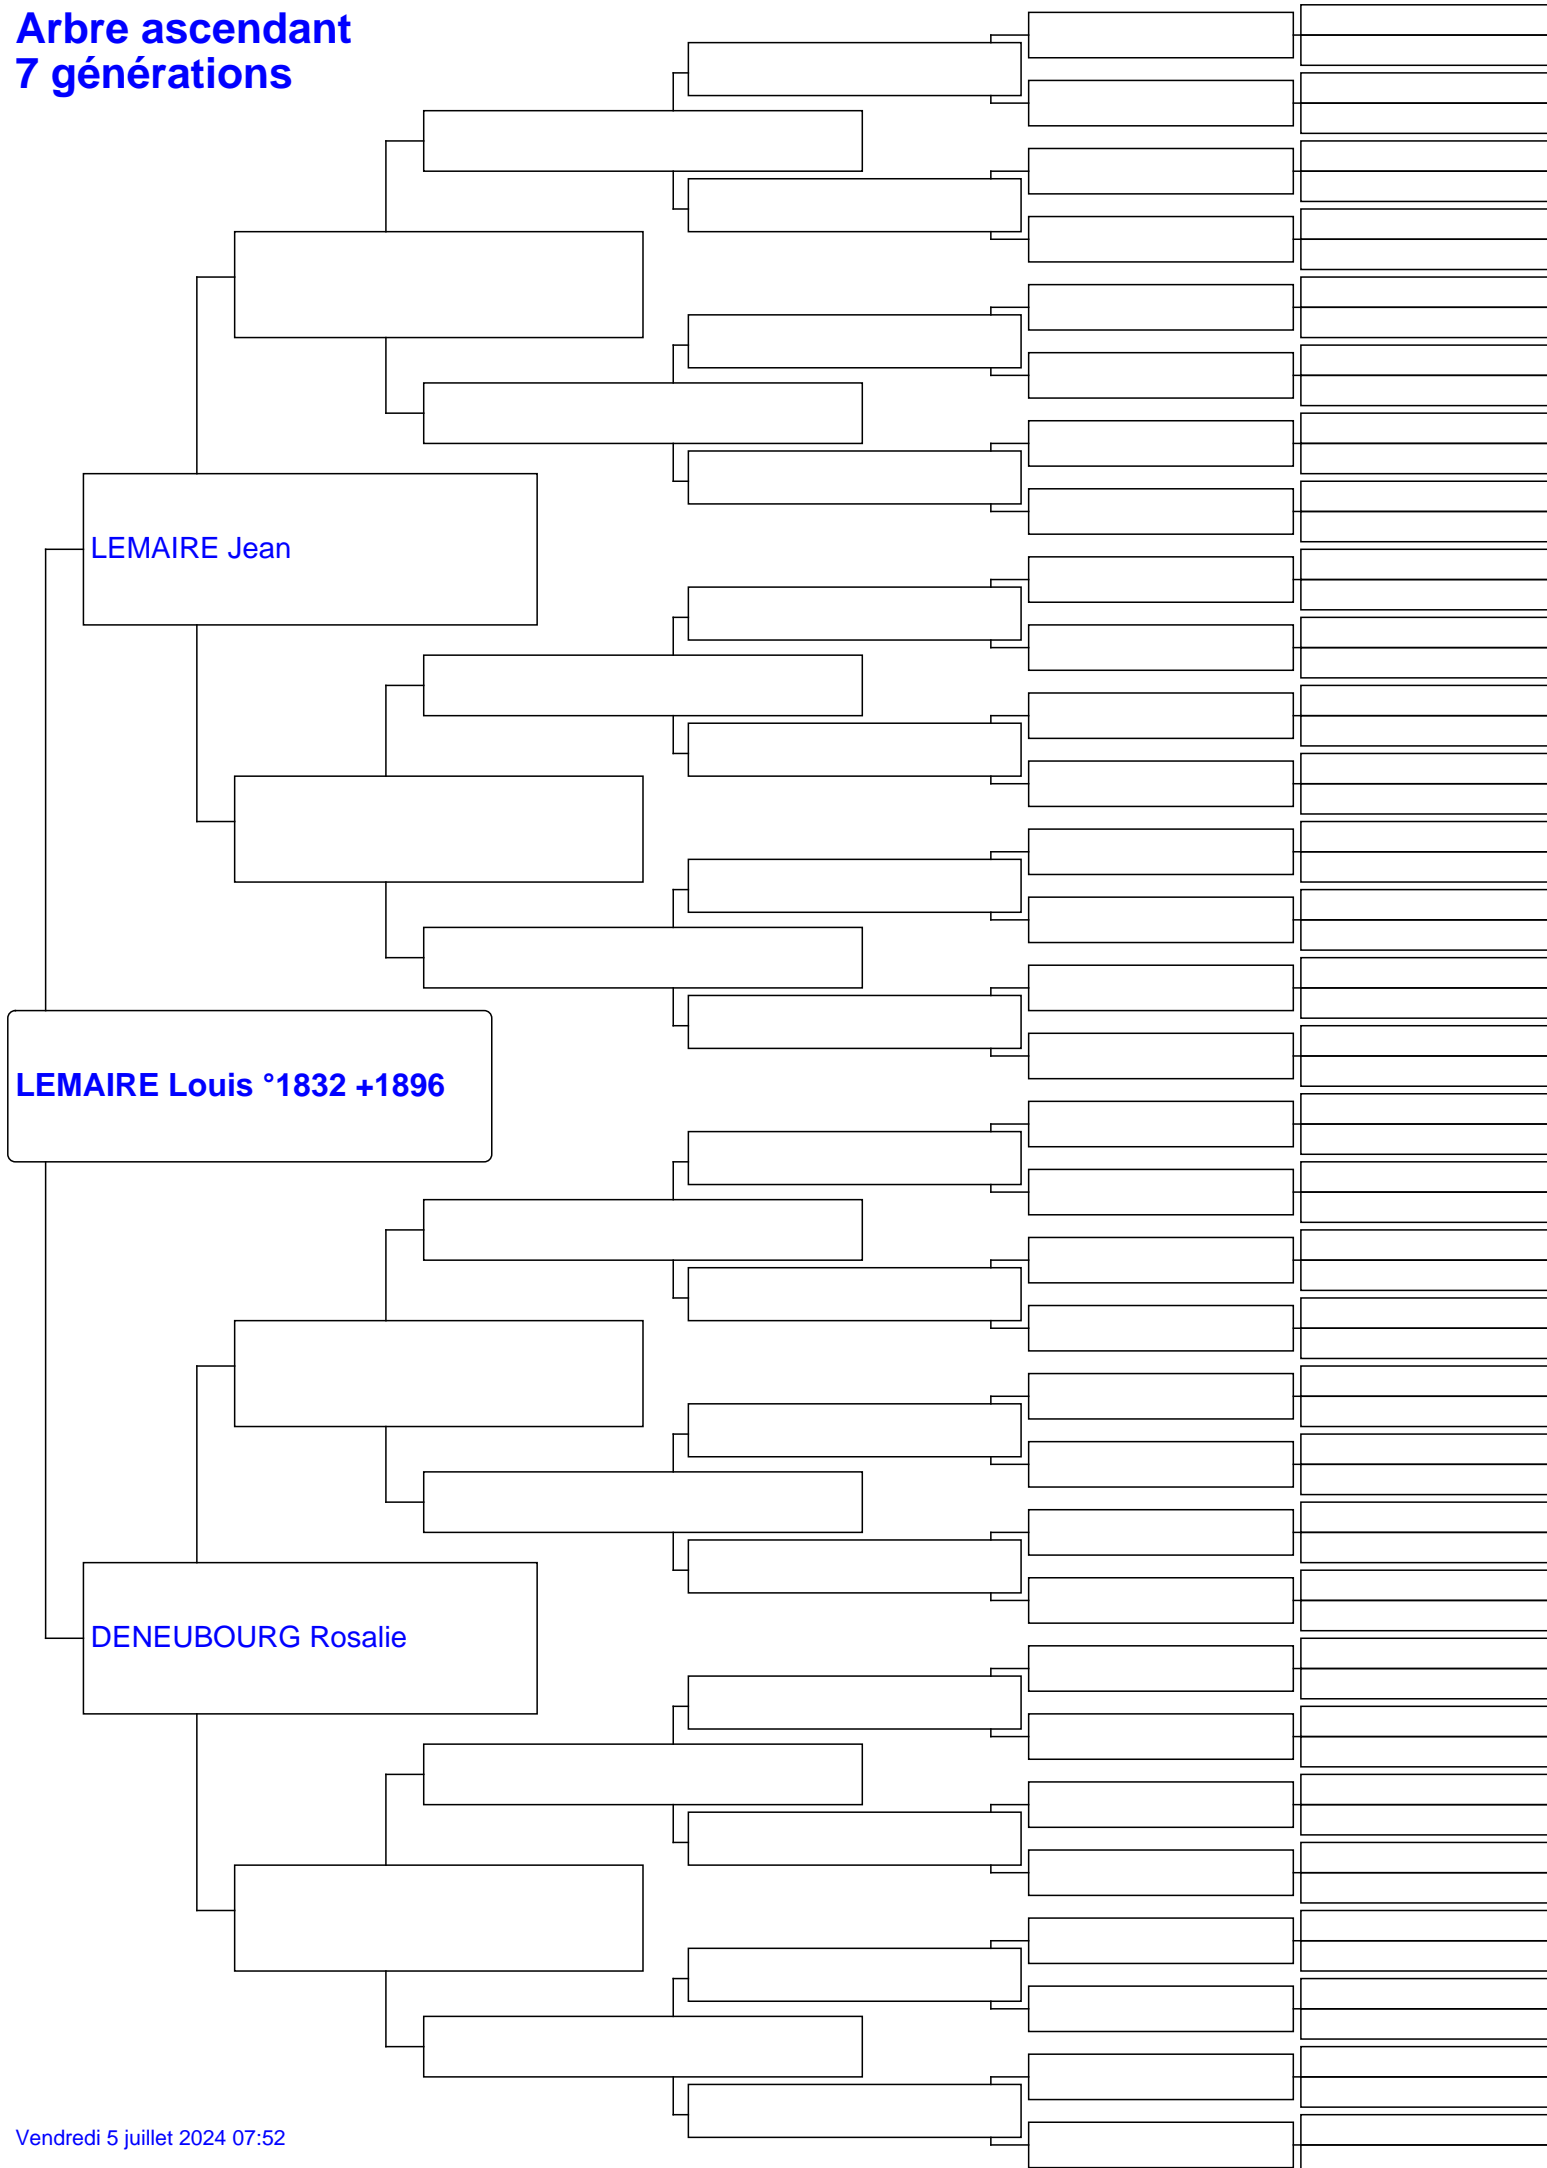 Arbre ascendant
7 générations
LEMAIRE Jean
LEMAIRE Louis °1832 +1896
DENEUBOURG Rosalie
Vendredi 5 juillet 2024 07:52